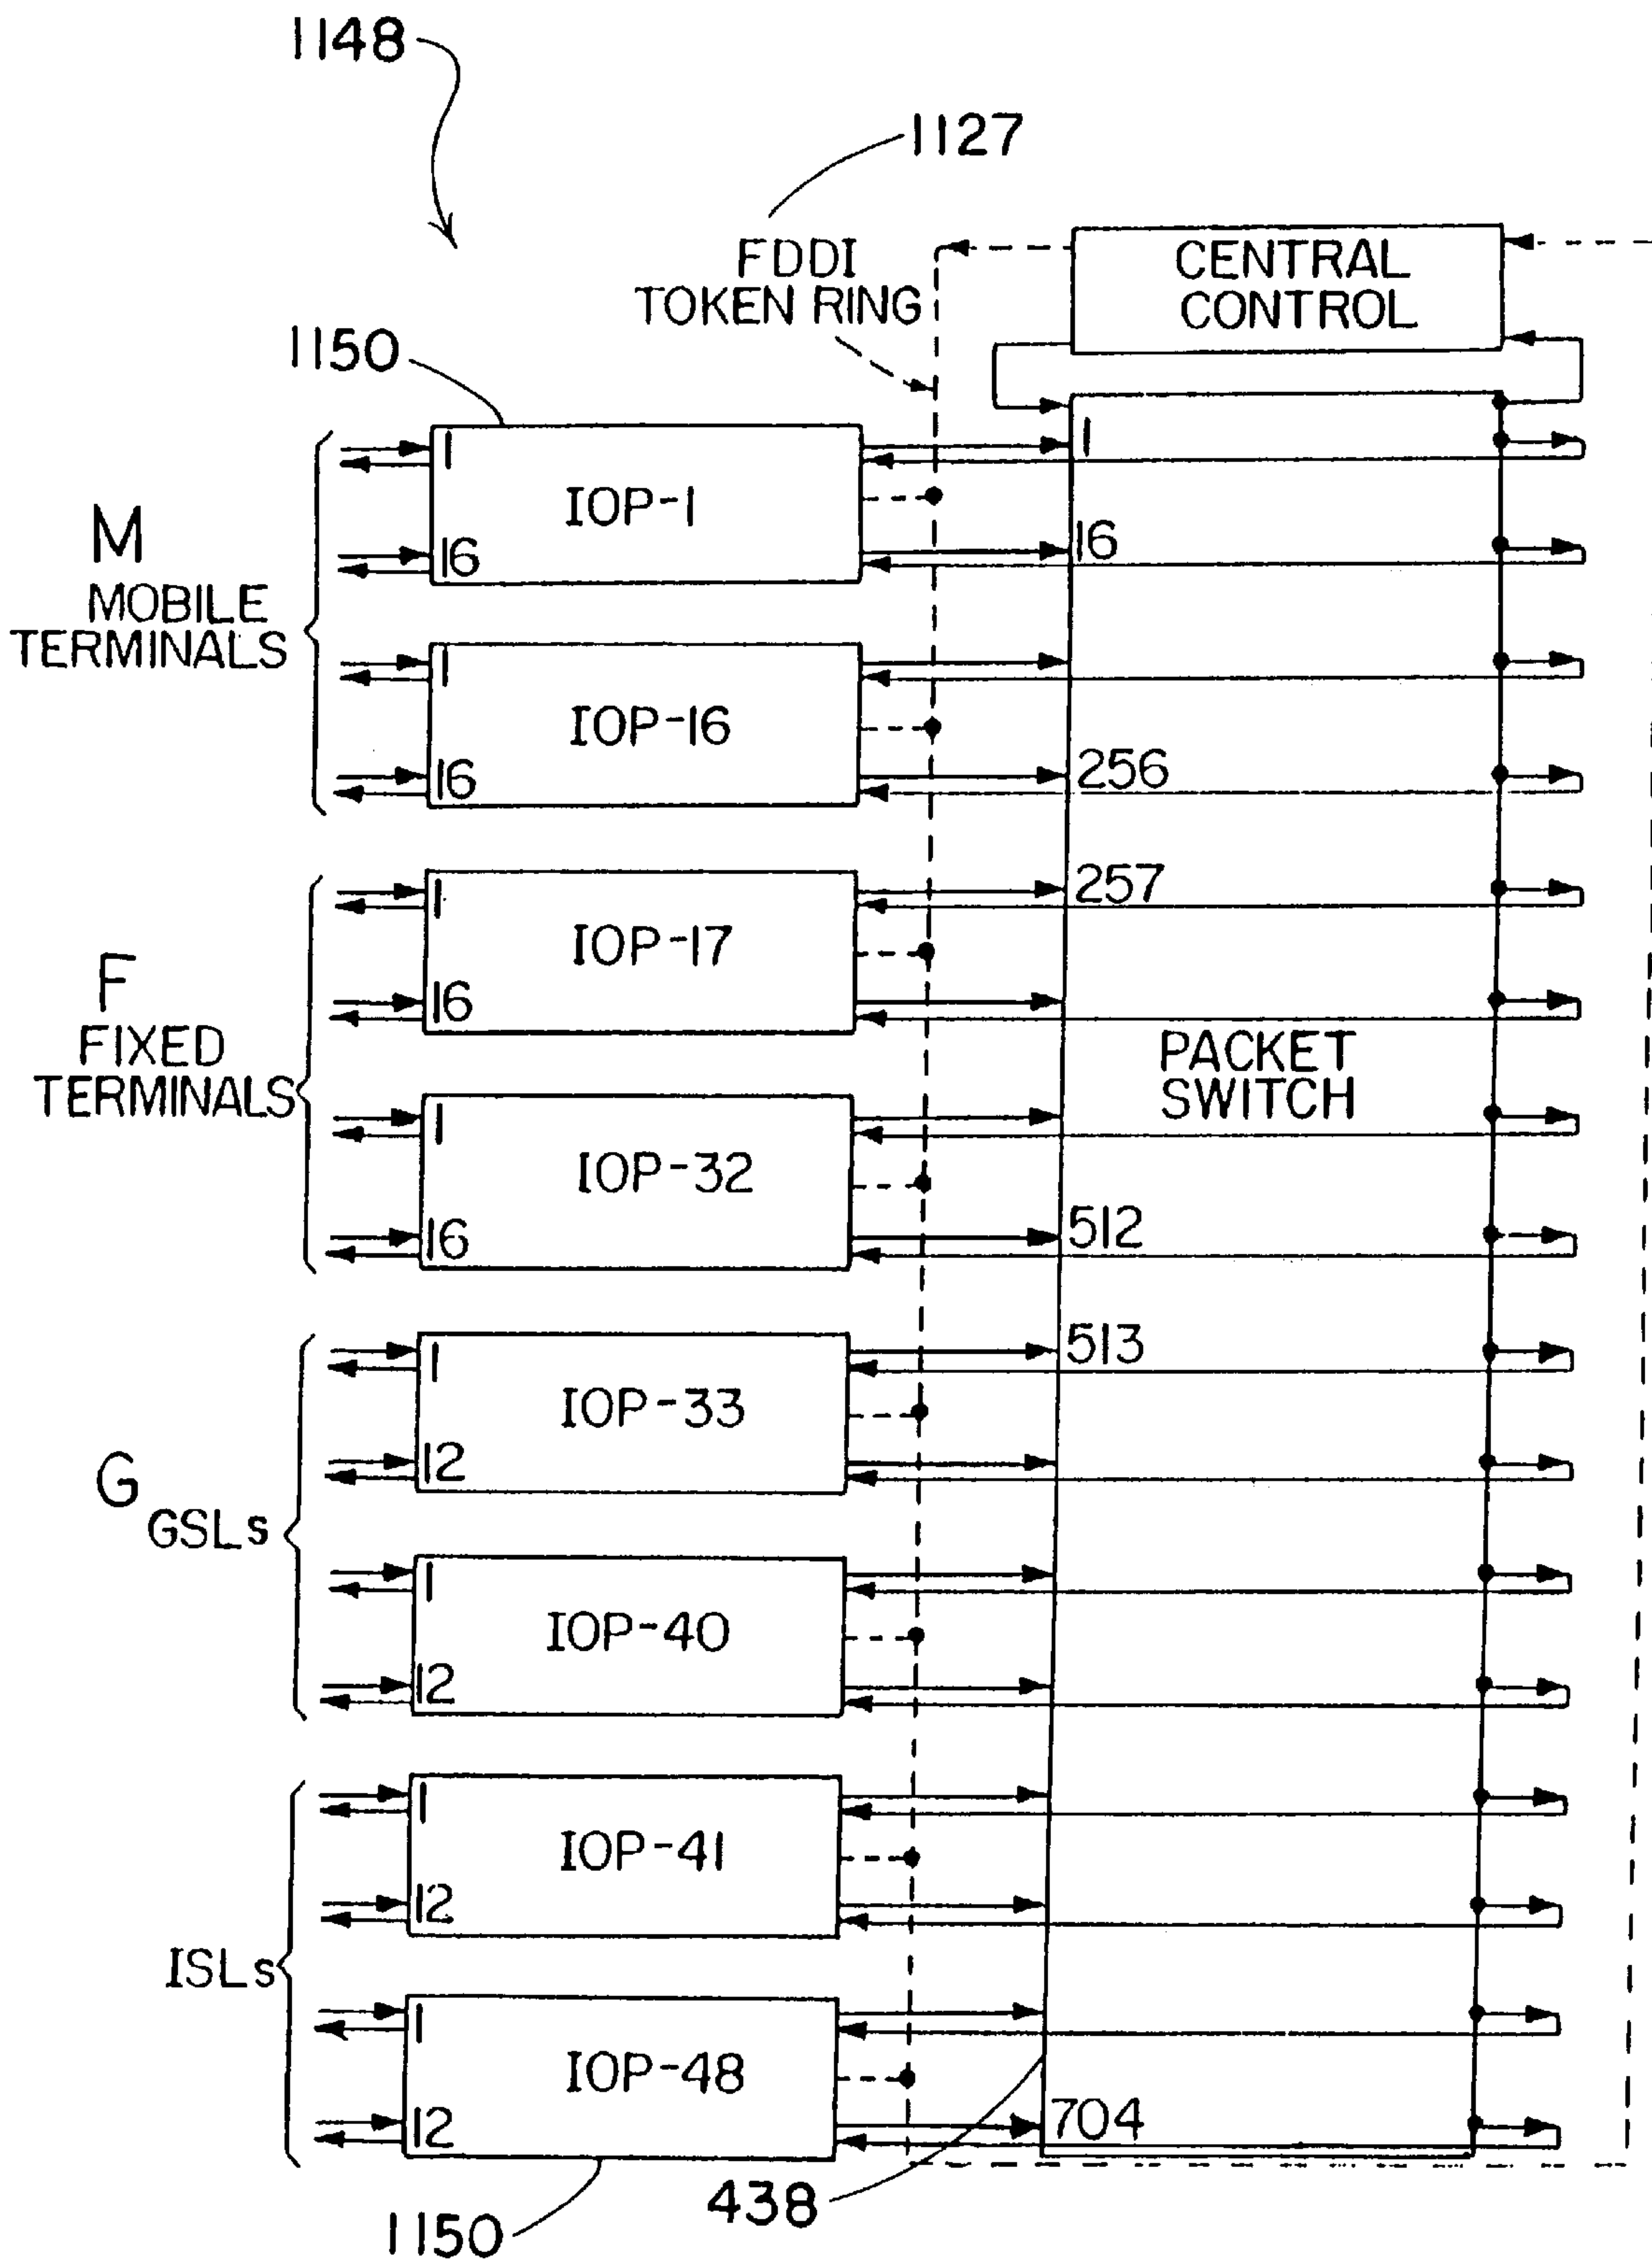 1148
1127
FDDI
TOKEN RING
CENTRAL
CONTROL
1150
M
MOBILE
TERMINALS
1
16
IOP-1
1
16
1
16
IOP-16
256
F
FIXED
TERMINALS
1
16
IOP-17
257
PACKET
SWITCH
1
16
IOP-32
512
G
GSLs
1
12
IOP-33
513
1
12
IOP-40
ISLs
1
12
IOP-41
1
12
IOP-48
704
438
1150